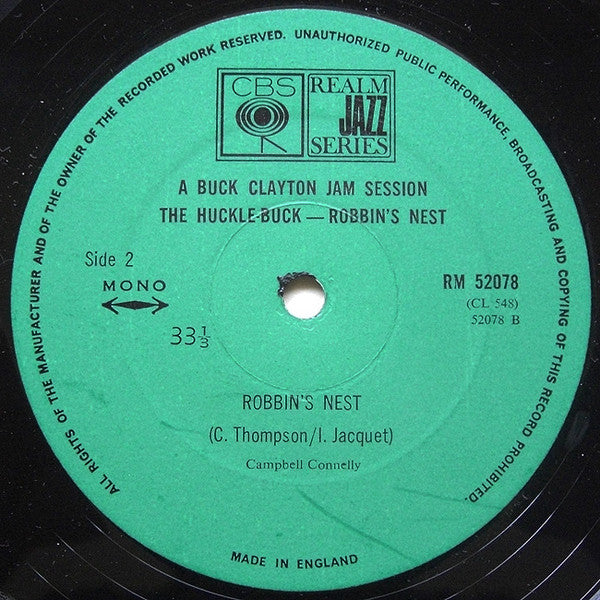 ALL RIGHTS OF THE MANUFACTURER AND OF THE OWNER OF THE RECORDED WORK RESERVED. UNAUTHORIZED PUBLIC PERFORMANCE, BROADCASTING AND COPYING OF THIS RECORD PROHIBITED.
CBS
REALM
JAZZ
SERIES
A BUCK CLAYTON JAM SESSION
THE HUCKLE-BUCK — ROBBIN'S NEST
Side 2
MONO
33⅓
RM 52078
(CL 548)
52078 B
ROBBIN'S NEST
(C. Thompson/I. Jacquet)
Campbell Connelly
MADE IN ENGLAND